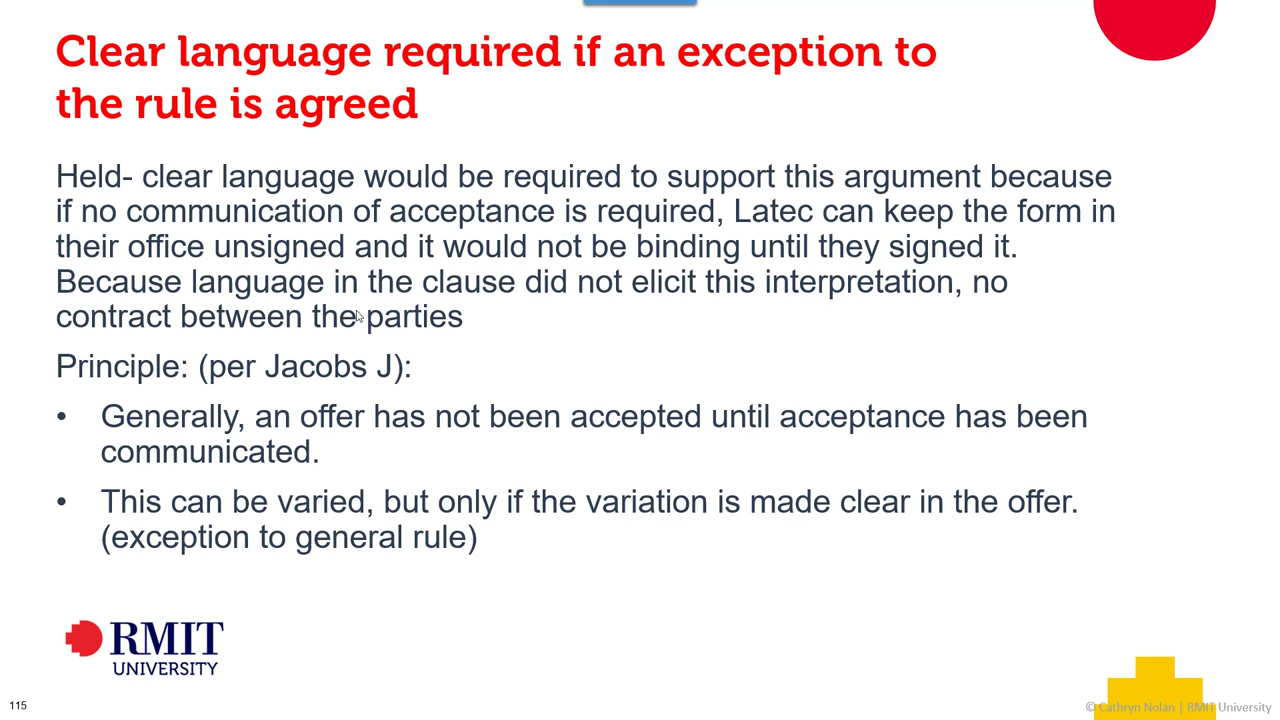 Clear language required if an exception to
the rule is agreed
Held- clear language would be required to support this argument because
if no communication of acceptance is required, Latec can keep the form in
their office unsigned and it would not be binding until they signed it.
Because language in the clause did not elicit this interpretation, no
contract between the parties
Principle: (per Jacobs J):
• Generally, an offer has not been accepted until acceptance has been
communicated.
• This can be varied, but only if the variation is made clear in the offer.
(exception to general rule)
RMIT
UNIVERSITY
115
© Cathryn Nolan | RMIT University